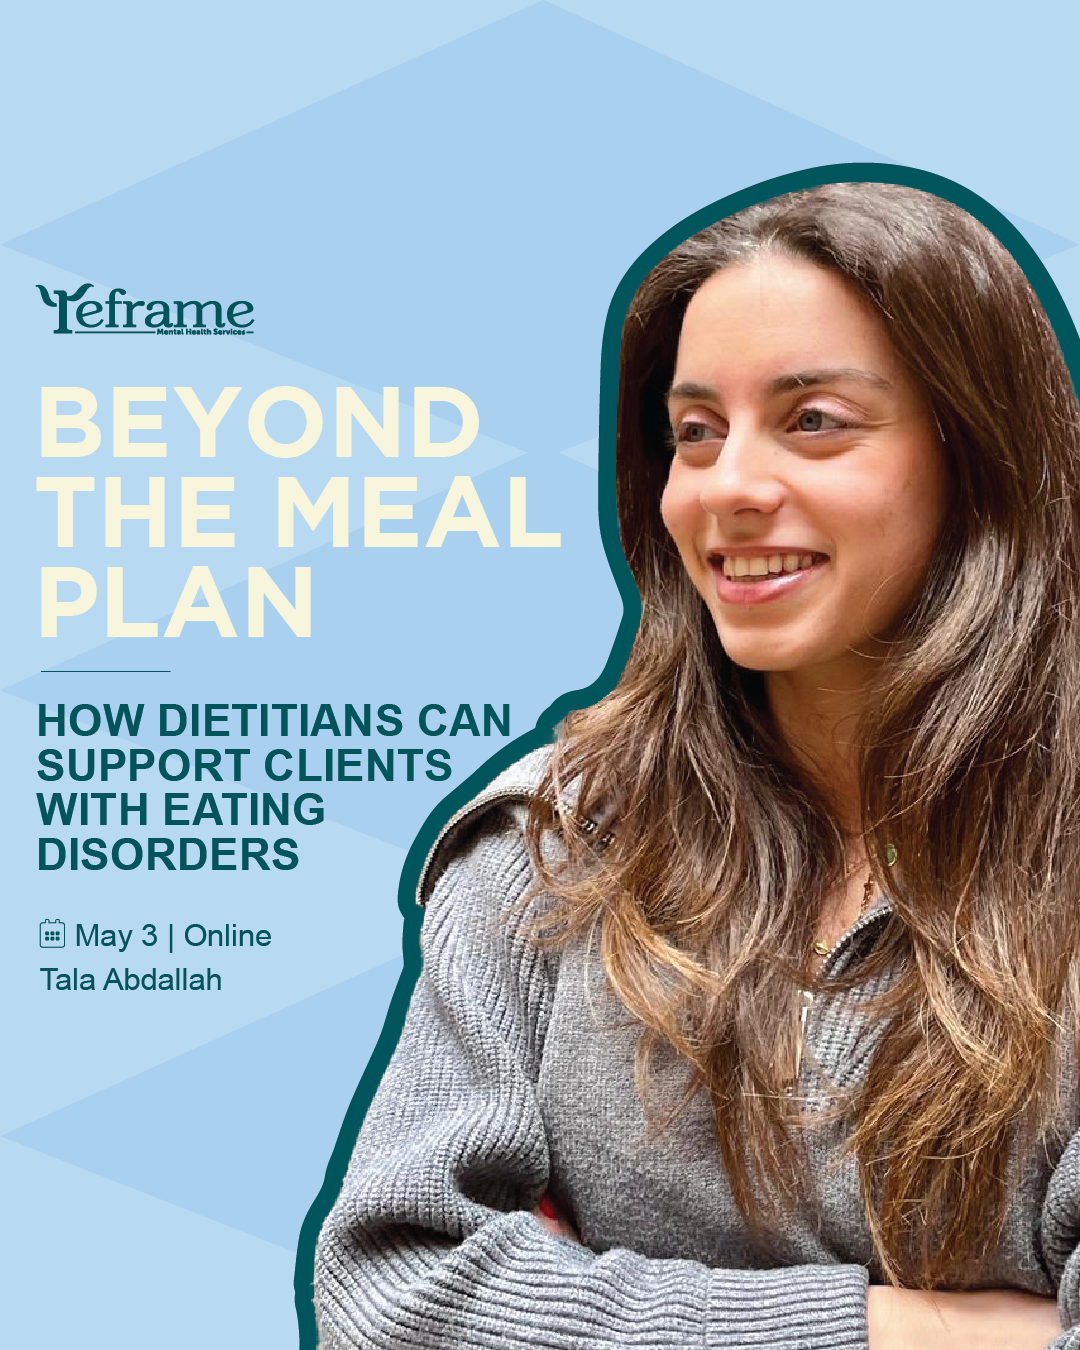 reframe
Mental Health Services
BEYOND
THE MEAL
PLAN
HOW DIETITIANS CAN
SUPPORT CLIENTS
WITH EATING
DISORDERS
May 3 | Online
Tala Abdallah